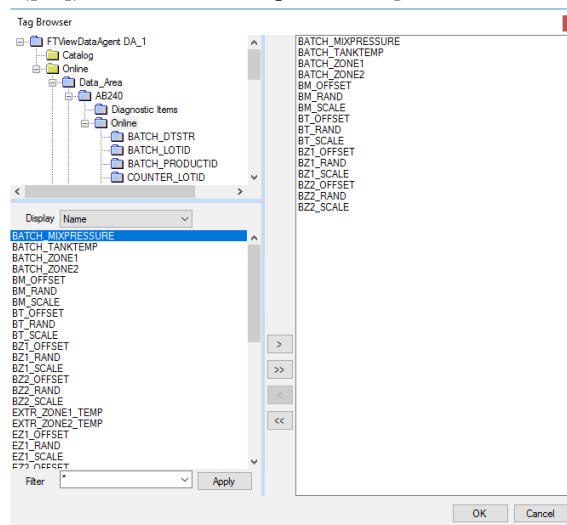 Tag Browser
FTViewDataAgent DA_1
Catalog
Online
Data_Area
AB240
Diagnostic Items
Online
BATCH_DTSTR
BATCH_LOTID
BATCH_PRODUCTID
COUNTER_LOTID
Display Name
BATCH_MIXPRESSURE
BATCH_TANKTEMP
BATCH_ZONE1
BATCH_ZONE2
BM_OFFSET
BM_RAND
BM_SCALE
BT_OFFSET
BT_RAND
BT_SCALE
BZ1_OFFSET
BZ1_RAND
BZ1_SCALE
BZ2_OFFSET
BZ2_RAND
BZ2_SCALE
EXTR_ZONE1_TEMP
EXTR_ZONE2_TEMP
EZ1_OFFSET
EZ1_RAND
EZ1_SCALE
EZ2_OFFSET
Filter *
Apply
>
>>
<
<<
BATCH_MIXPRESSURE
BATCH_TANKTEMP
BATCH_ZONE1
BATCH_ZONE2
BM_OFFSET
BM_RAND
BM_SCALE
BT_OFFSET
BT_RAND
BT_SCALE
BZ1_OFFSET
BZ1_RAND
BZ1_SCALE
BZ2_OFFSET
BZ2_RAND
BZ2_SCALE
OK Cancel